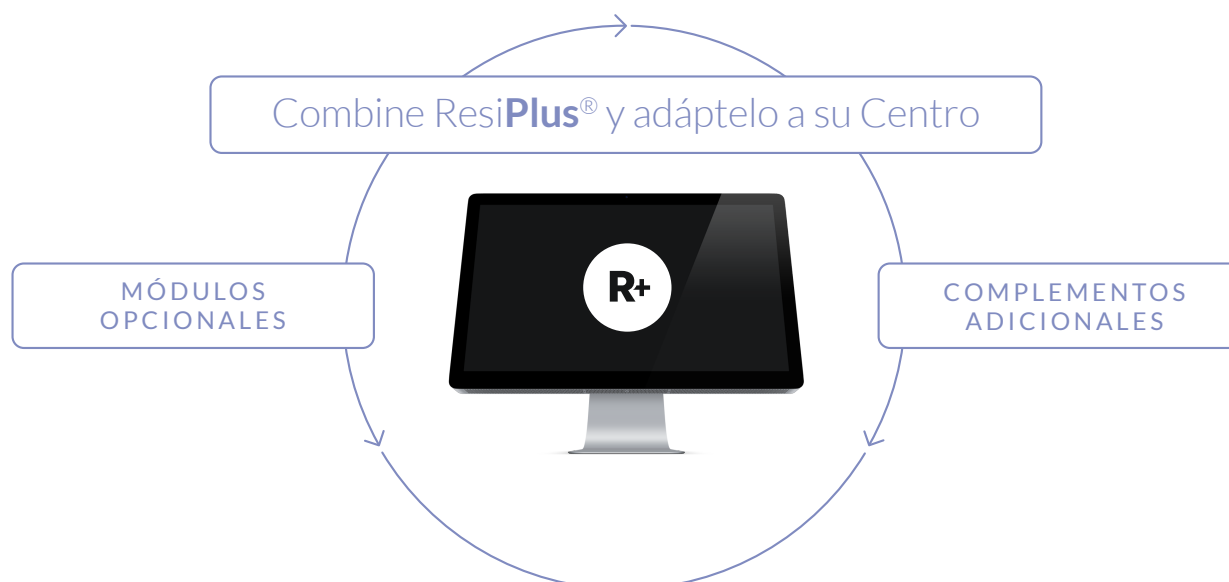 Combine ResiPlus® y adáptelo a su Centro
R+
MÓDULOS
OPCIONALES
COMPLEMENTOS
ADICIONALES